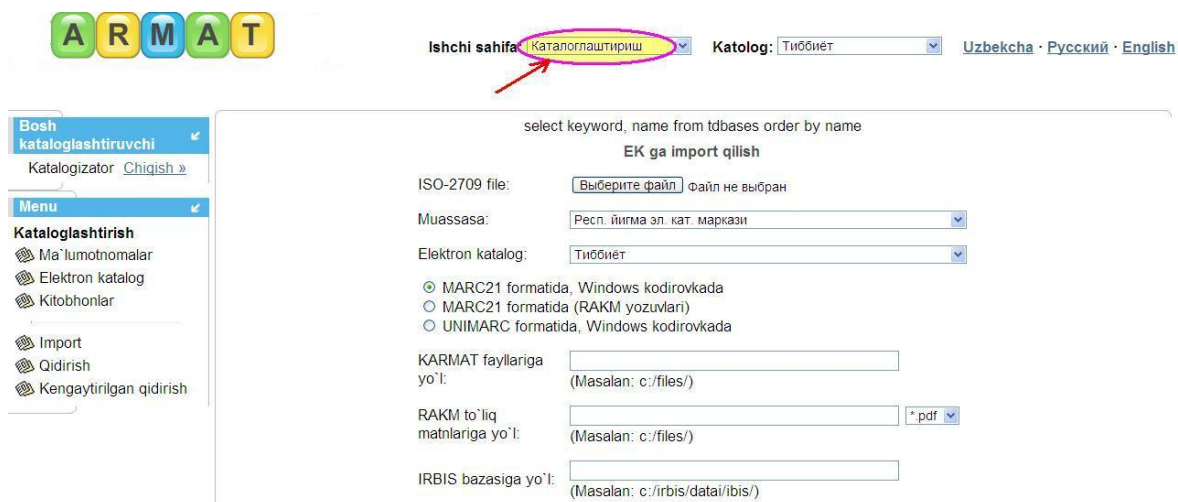 ARMAT
Ishchi sahifa: Каталоглаштириш Katolog: Тиббиёт Uzbekcha · Русский · English
Bosh
kataloglashtiruvchi
Katalogizator Chiqish »
Menu
Kataloglashtirish
Ma`lumotnomalar
Elektron katalog
Kitobhonlar
Import
Qidirish
Kengaytirilgan qidirish
select keyword, name from tdbases order by name
EK ga import qilish
ISO-2709 file: Выберите файл Файл не выбран
Muassasa: Респ. йигма эл. кат. маркази
Elektron katalog: Тиббиёт
MARC21 formatida, Windows kodirovkada
MARC21 formatida (RAKM yozuvlari)
UNIMARC formatida, Windows kodirovkada
KARMAT fayllariga
yo`l:
(Masalan: c:/files/)
RAKM to`liq
matnlariga yo`l:
*.pdf
(Masalan: c:/files/)
IRBIS bazasiga yo`l:
(Masalan: c:/irbis/datai/ibis/)